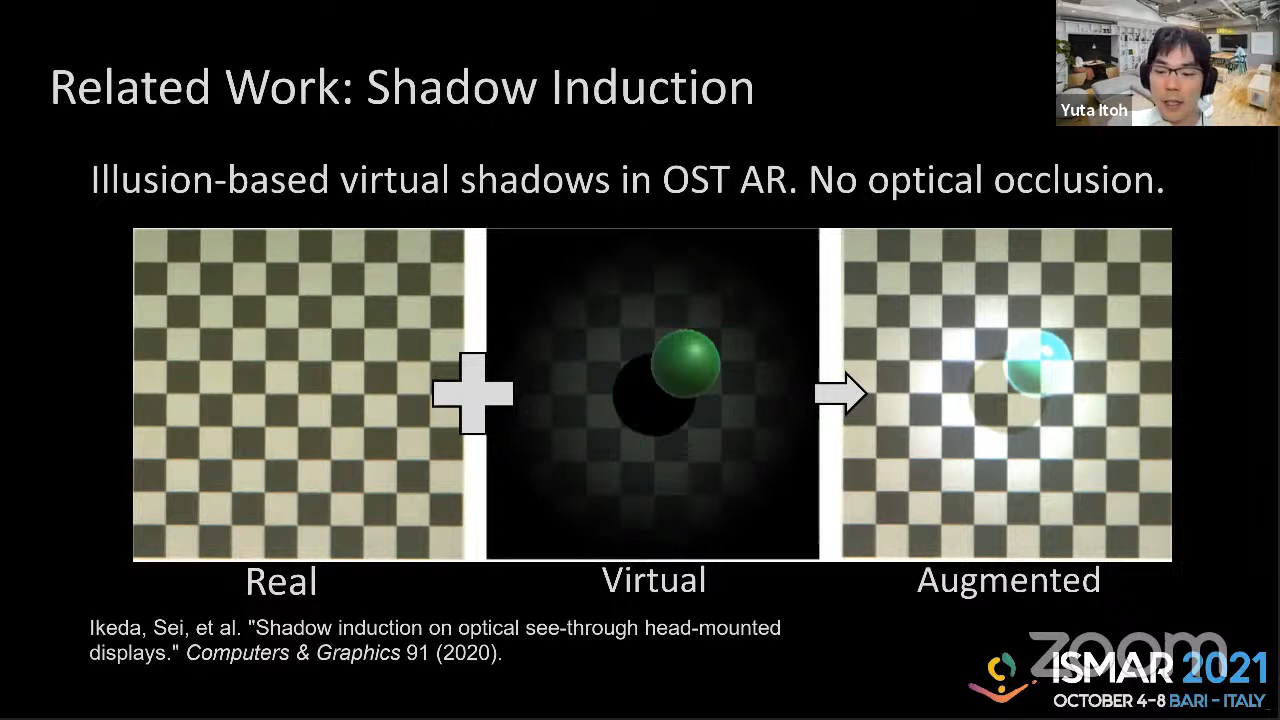 Related Work: Shadow Induction
Yuta Itoh
Illusion-based virtual shadows in OST AR. No optical occlusion.
Real
Virtual
Augmented
Ikeda, Sei, et al. "Shadow induction on optical see-through head-mounted
displays." Computers & Graphics 91 (2020).
zoom
ISMAR 2021
OCTOBER 4-8 BARI - ITALY